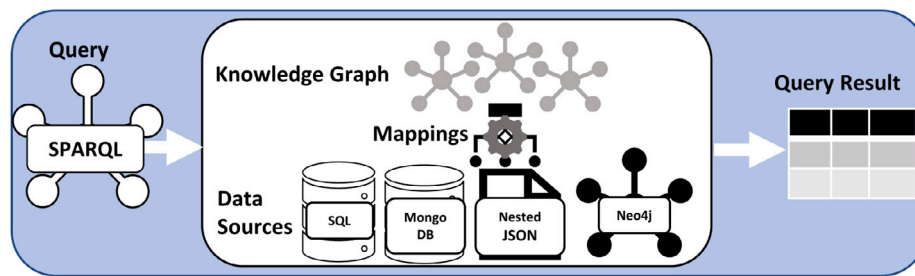 Query
SPARQL
Knowledge Graph
Mappings
Data
Sources
SQL
Mongo
DB
Nested
JSON
Neo4j
Query Result